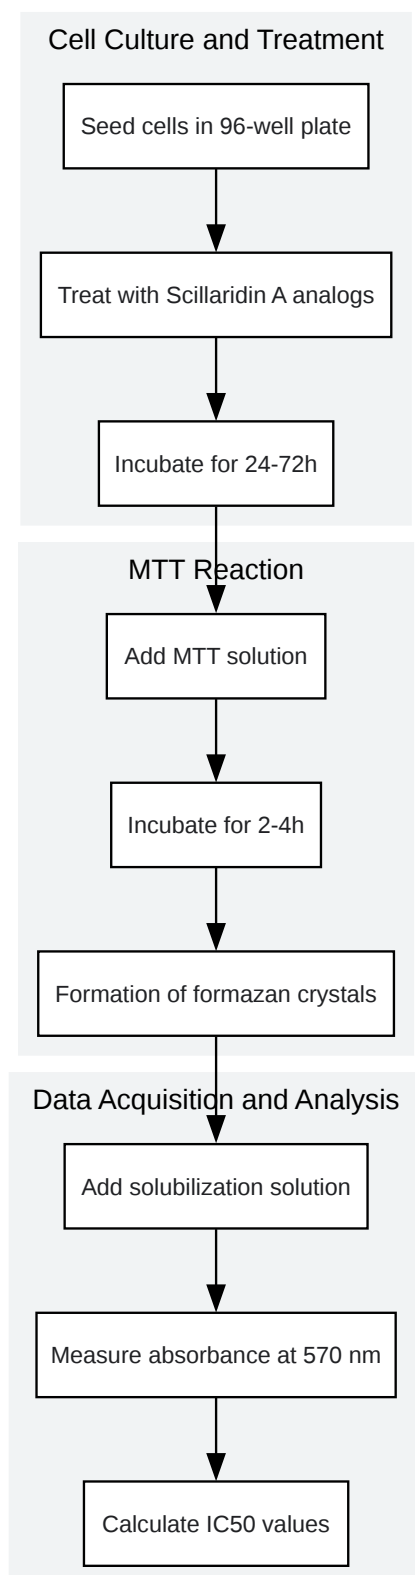 Cell Culture and Treatment
Seed cells in 96-well plate
Treat with Scillaridin A analogs
Incubate for 24-72h
MTT Reaction
Add MTT solution
Incubate for 2-4h
Formation of formazan crystals
Data Acquisition and Analysis
Add solubilization solution
Measure absorbance at 570 nm
Calculate IC50 values